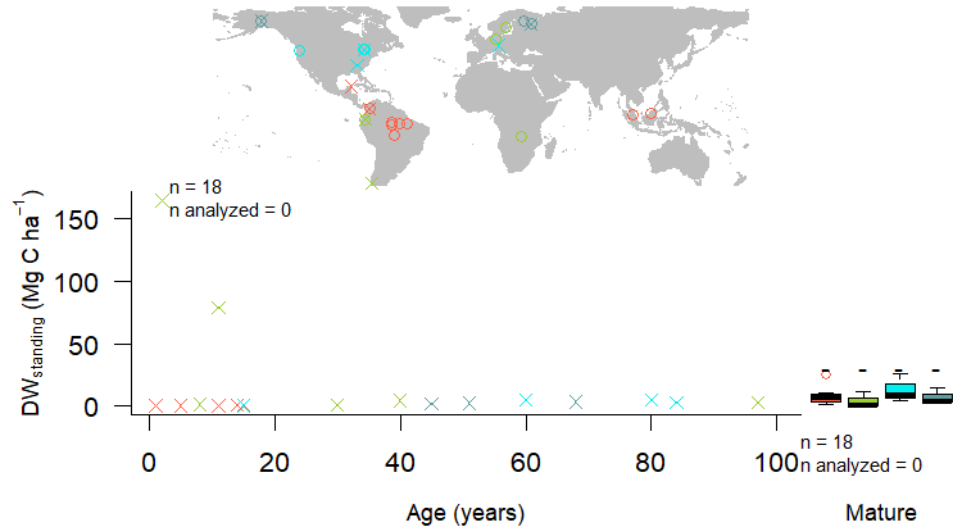 n = 18
n analyzed = 0
DWstanding (Mg C ha⁻¹)
150
100
50
0
0 20 40 60 80 100
n = 18
n analyzed = 0
Age (years)
Mature